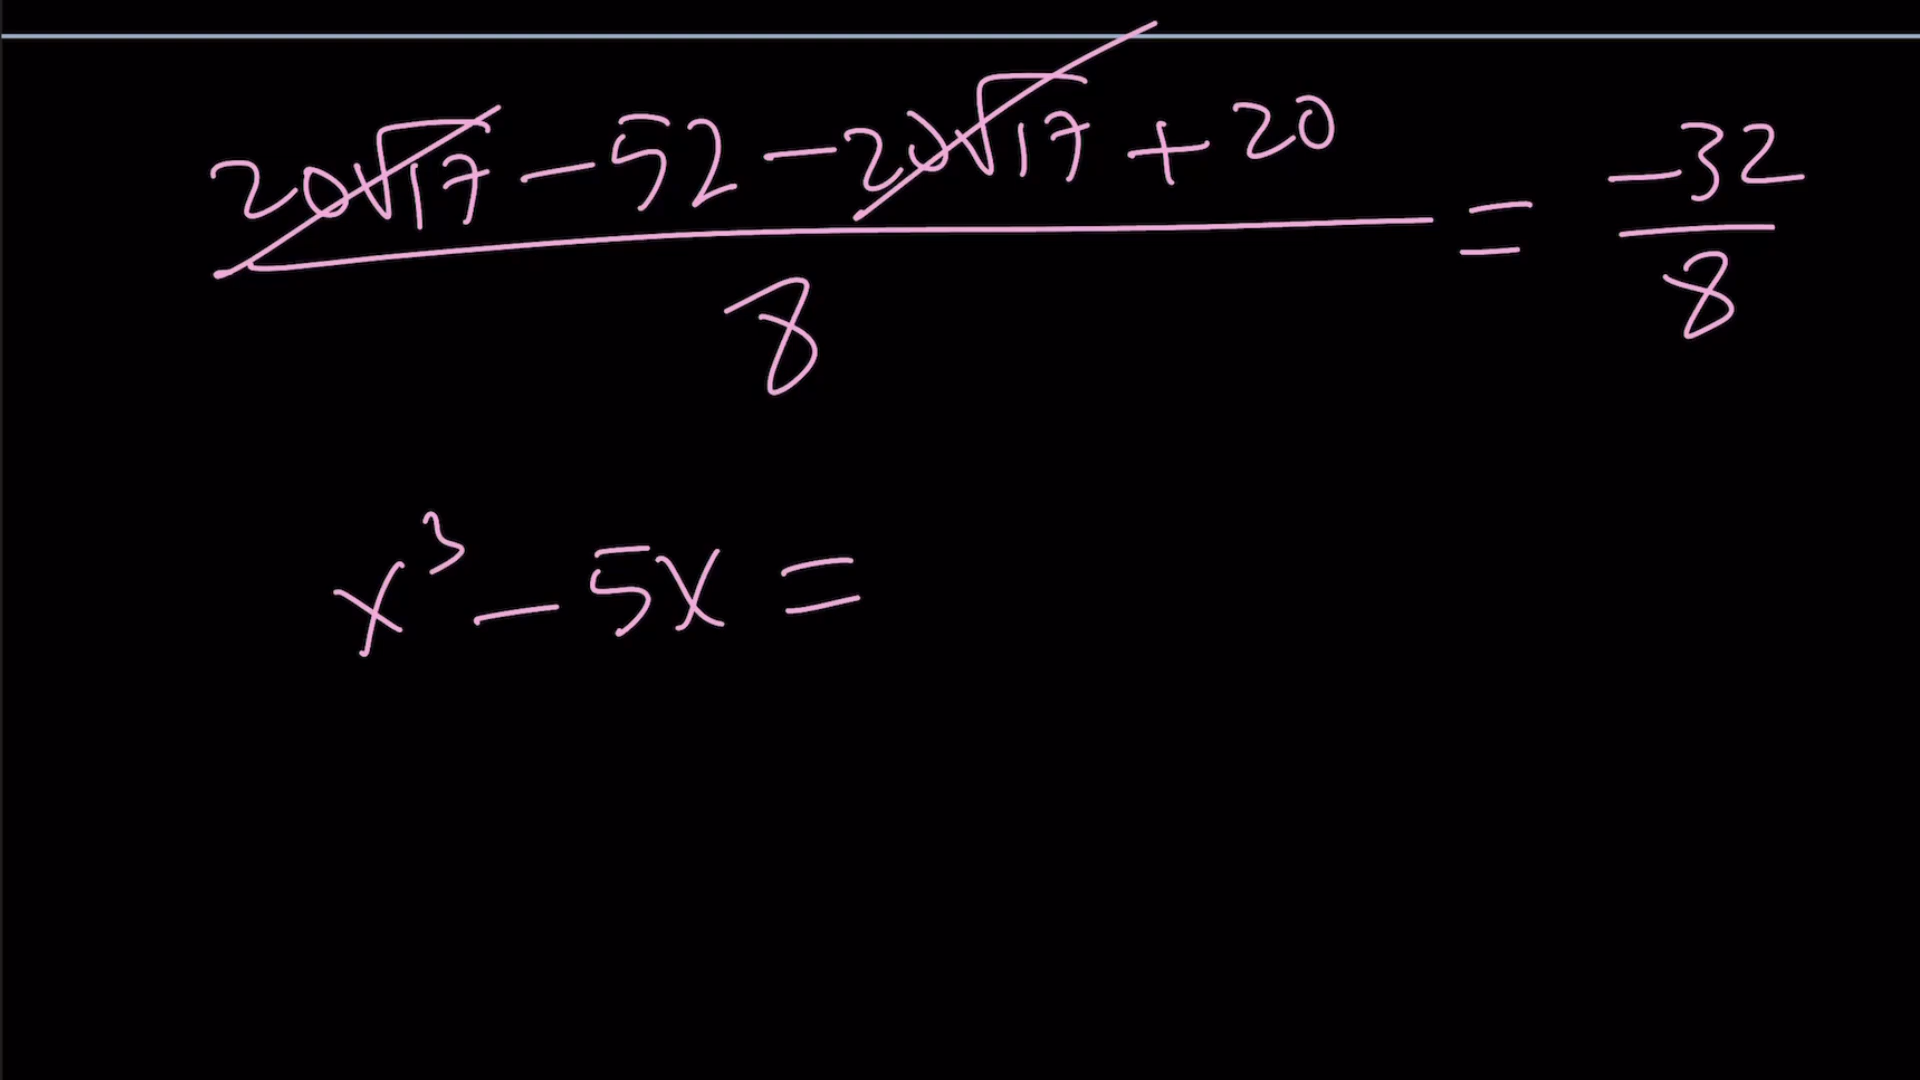 20√17 - 52 - 20√17 + 20 = -32
8 8
x³ - 5x =